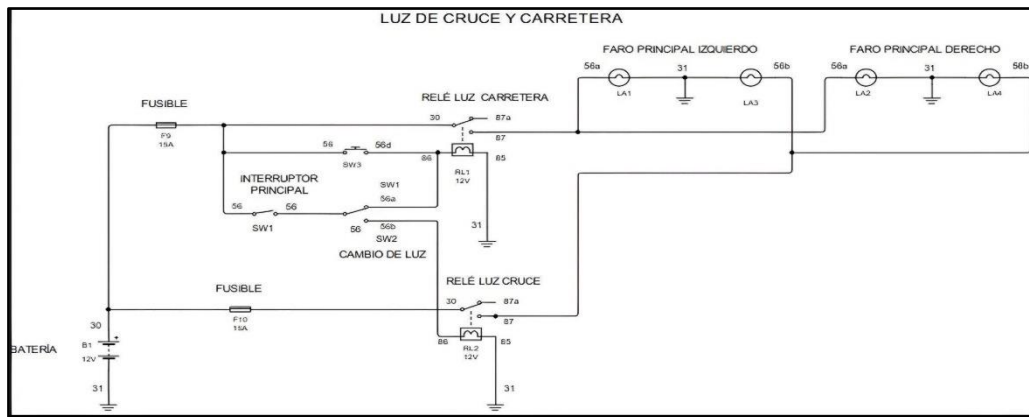 LUZ DE CRUCE Y CARRETERA
FARO PRINCIPAL IZQUIERDO
FARO PRINCIPAL DERECHO
56a 31 56b 56a 31 56b
LA1 LA3 LA2 LA4
RELÉ LUZ CARRETERA
FUSIBLE
30 87a
87
F9
15A
56 56d
86 85
SW3
RL1
12V
INTERRUPTOR
PRINCIPAL
SW1
56a
56 56
SW1
56 56b
SW2
31
CAMBIO DE LUZ
RELÉ LUZ CRUCE
FUSIBLE
30 87a
87
F10
15A
30
86 85
RL2
12V
BATERÍA
B1
+
12V
31
31